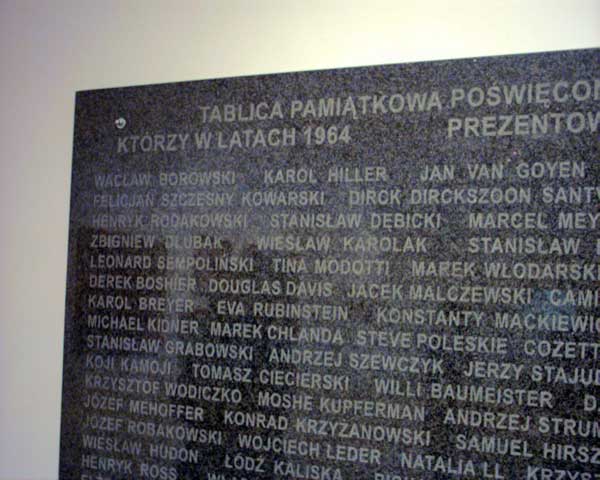 TABLICA PAMIĄTKOWA POŚWIĘCON
KTÓRZY W LATACH 1964 PREZENTOW
WACŁAW BOROWSKI KAROL HILLER JAN VAN GOYEN
FELICJAN SZCZĘSNY KOWARSKI DIRCK DIRCKSZOON SANTV
HENRYK RODAKOWSKI STANISŁAW DĘBICKI MARCEL MEY
ZBIGNIEW DŁUBAK WIESŁAW KAROLAK STANISŁAW
LEONARD SEMPOLIŃSKI TINA MODOTTI MAREK WŁODARSKI
DEREK BOSHIER DOUGLAS DAVIS JACEK MALCZEWSKI CAMI
KAROL BREYER EVA RUBINSTEIN KONSTANTY MACKIEWIC
MICHAEL KIDNER MAREK CHLANDA STEVE POLESKIE COZETT
STANISŁAW GRABOWSKI ANDRZEJ SZEWCZYK JERZY STAJUD
KOJI KAMOJI TOMASZ CIECIERSKI WILLI BAUMEISTER D.
KRZYSZTOF WODICZKO MOSHE KUPFERMAN ANDRZEJ STRUM
JÓZEF MEHOFFER KONRAD KRZYŻANOWSKI SAMUEL HIRSZ
JÓZEF ROBAKOWSKI WOJCIECH LEDER NATALIA LL KRZYS
WIESŁAW HUDON ŁÓDŹ KALISKA
HENRYK ROSS